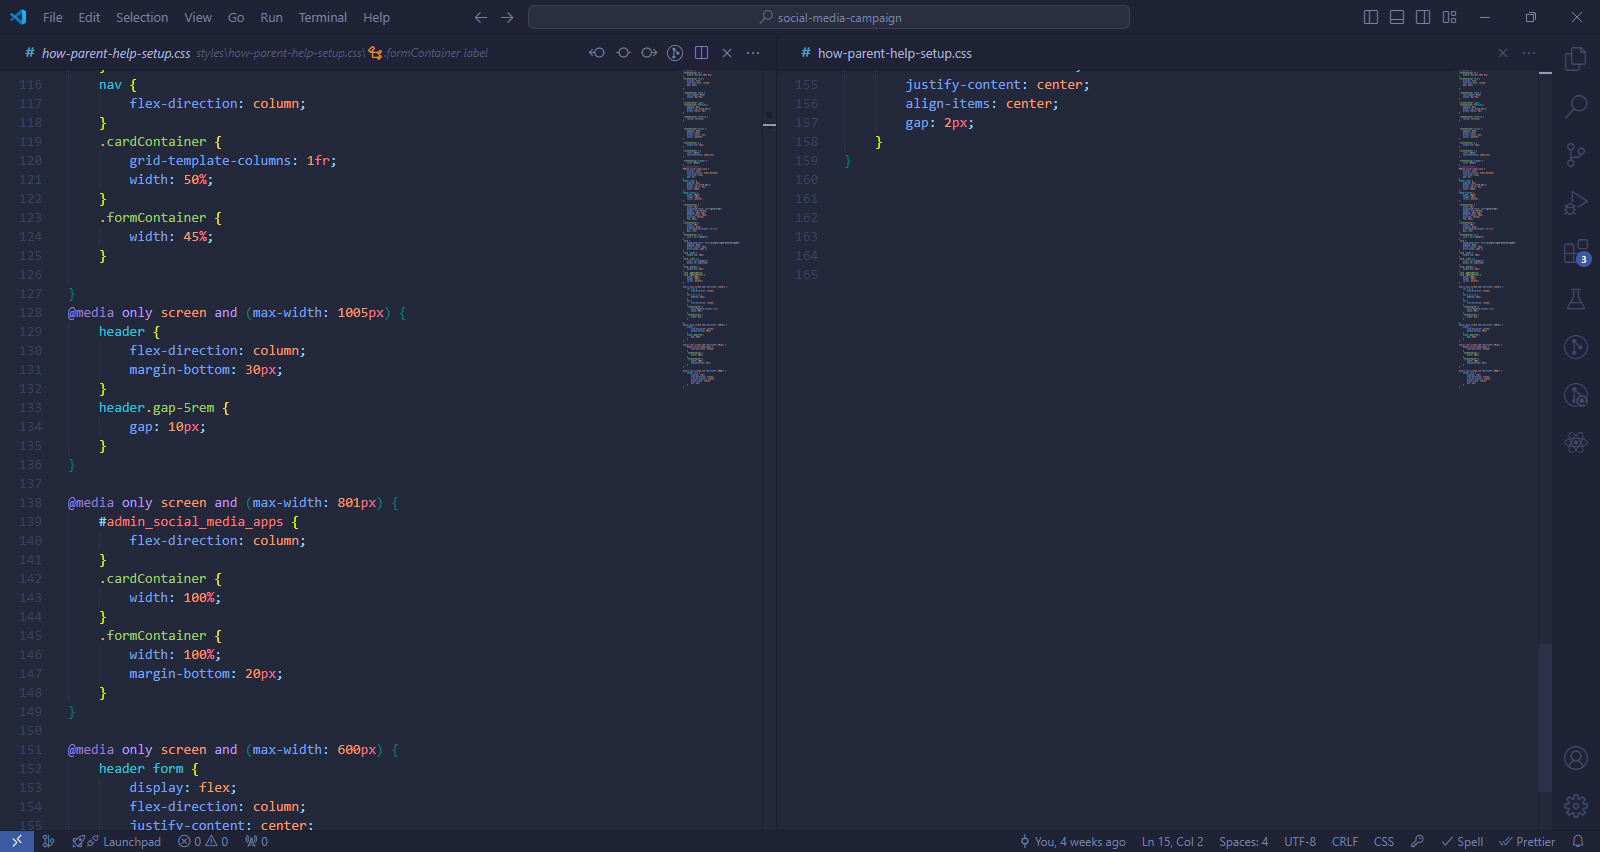 File Edit Selection View Go Run Terminal Help
social-media-campaign
# how-parent-help-setup.css styles\how-parent-help-setup.css\ .formContainer label
116 nav {
117 flex-direction: column;
118 }
119 .cardContainer {
120 grid-template-columns: 1fr;
121 width: 50%;
122 }
123 .formContainer {
124 width: 45%;
125 }
126
127 }
128 @media only screen and (max-width: 1005px) {
129 header {
130 flex-direction: column;
131 margin-bottom: 30px;
132 }
133 header.gap-5rem {
134 gap: 10px;
135 }
136 }
137
138 @media only screen and (max-width: 801px) {
139 #admin_social_media_apps {
140 flex-direction: column;
141 }
142 .cardContainer {
143 width: 100%;
144 }
145 .formContainer {
146 width: 100%;
147 margin-bottom: 20px;
148 }
149 }
150
151 @media only screen and (max-width: 600px) {
152 header form {
153 display: flex;
154 flex-direction: column;
155 justify-content: center;
# how-parent-help-setup.css
155 justify-content: center;
156 align-items: center;
157 gap: 2px;
158 }
159 }
160
161
162
163
164
165
3
Launchpad 0 0 0
You, 4 weeks ago Ln 15, Col 2 Spaces: 4 UTF-8 CRLF CSS Spell Prettier